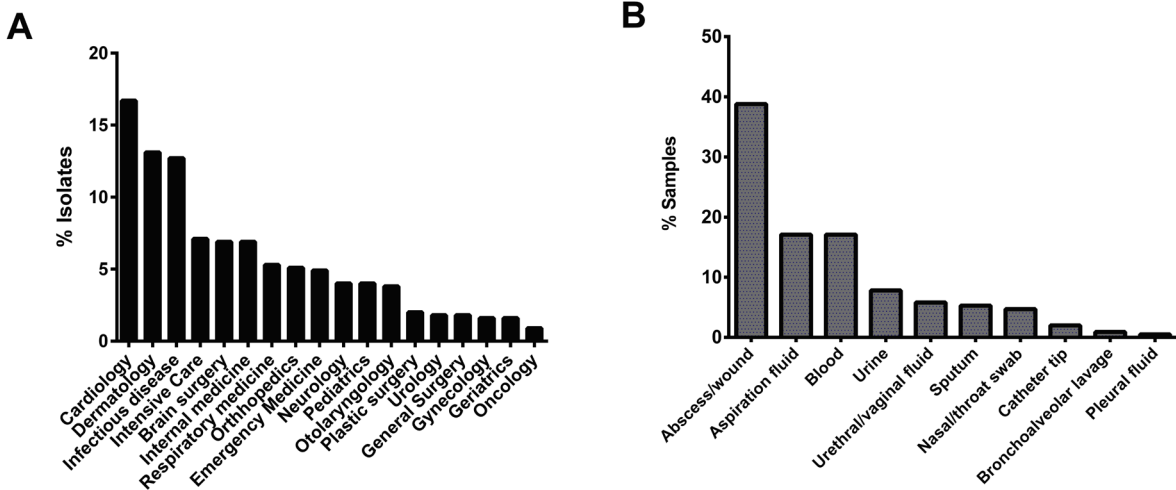 A
% Isolates
20
15
10
5
0
Cardiology
Dermatology
Infectious disease
Intensive Care
Brain surgery
Internal medicine
Respiratory medicine
Orthhopedics
Emergency Medicine
Neurology
Pediatrics
Otolaryngology
Plastic surgery
Urology
General Surgery
Gynecology
Geriatrics
Oncology
B
% Samples
50
40
30
20
10
0
Abscess/wound
Aspiration fluid
Blood
Urine
Urethral/vaginal fluid
Sputum
Nasal/throat swab
Catheter tip
Bronchoalveolar lavage
Pleural fluid